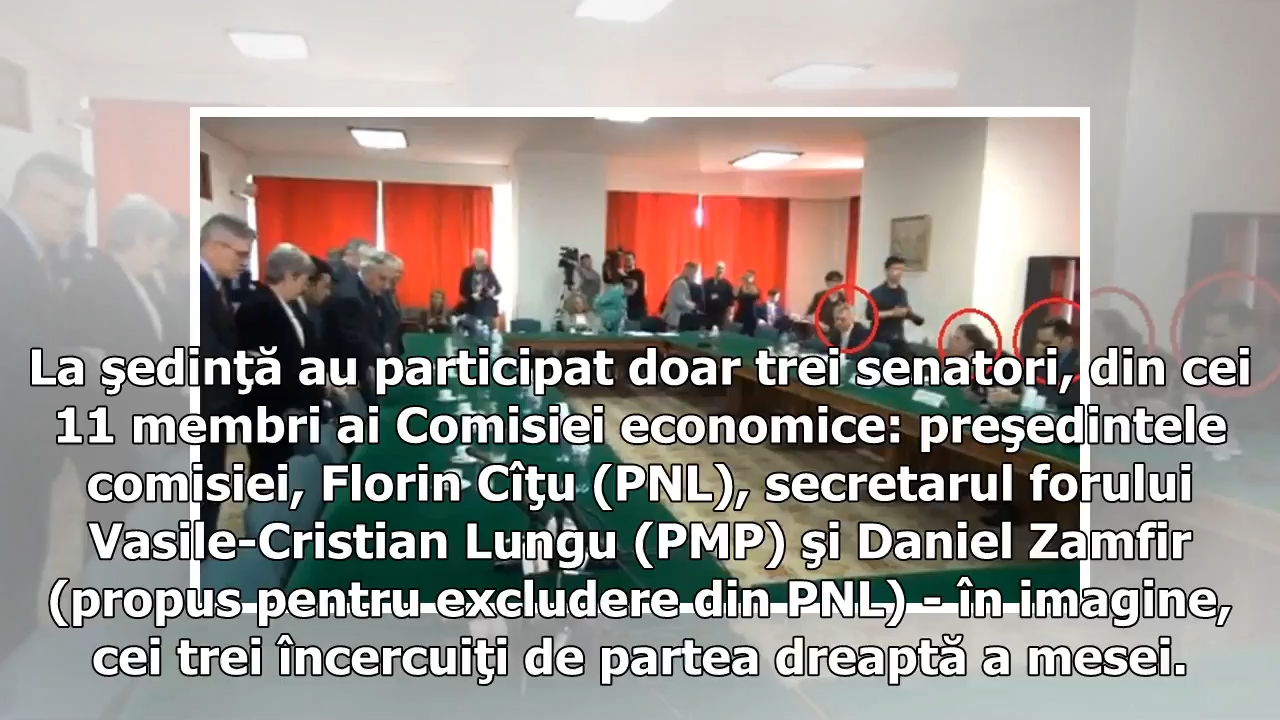 La şedinţă au participat doar trei senatori, din cei
11 membri ai Comisiei economice: preşedintele
comisiei, Florin Cîţu (PNL), secretarul forului
Vasile-Cristian Lungu (PMP) şi Daniel Zamfir
(propus pentru excludere din PNL) - în imagine,
cei trei încercuiţi de partea dreaptă a mesei.